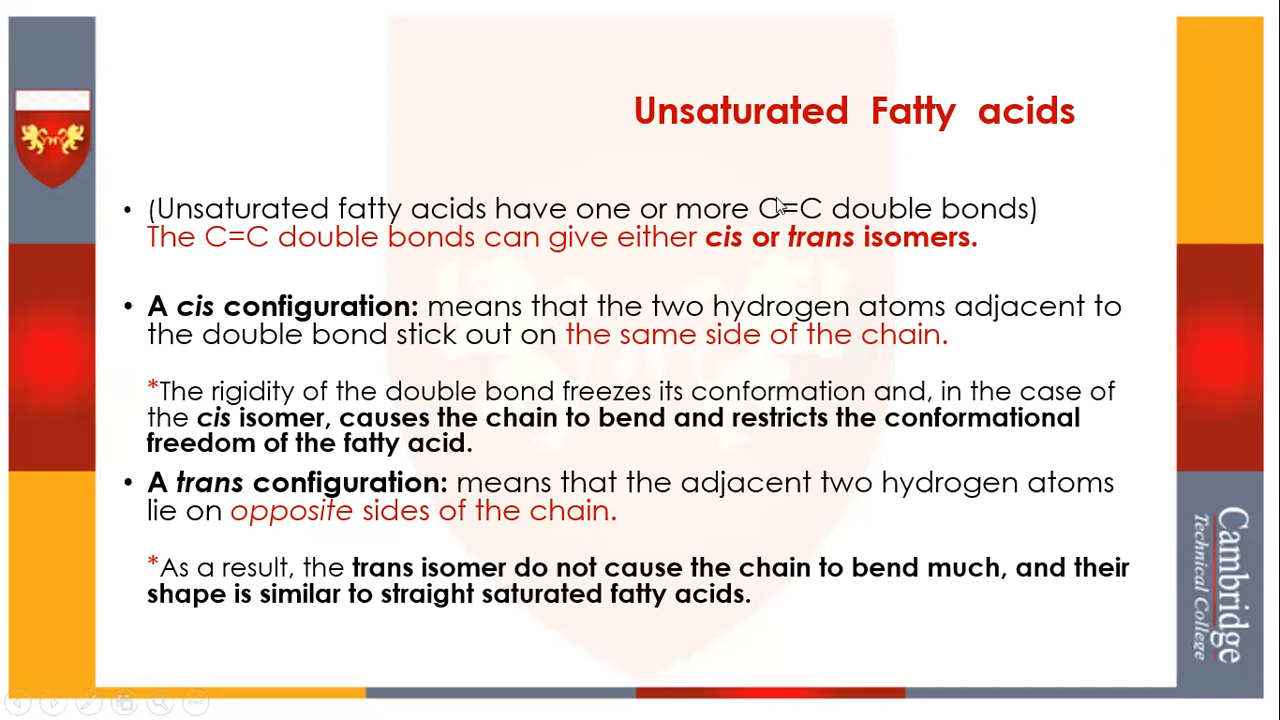 Unsaturated Fatty acids
• (Unsaturated fatty acids have one or more C=C double bonds)
The C=C double bonds can give either cis or trans isomers.
• A cis configuration: means that the two hydrogen atoms adjacent to
the double bond stick out on the same side of the chain.
*The rigidity of the double bond freezes its conformation and, in the case of
the cis isomer, causes the chain to bend and restricts the conformational
freedom of the fatty acid.
• A trans configuration: means that the adjacent two hydrogen atoms
lie on opposite sides of the chain.
*As a result, the trans isomer do not cause the chain to bend much, and their
shape is similar to straight saturated fatty acids.
Cambridge
Technical College